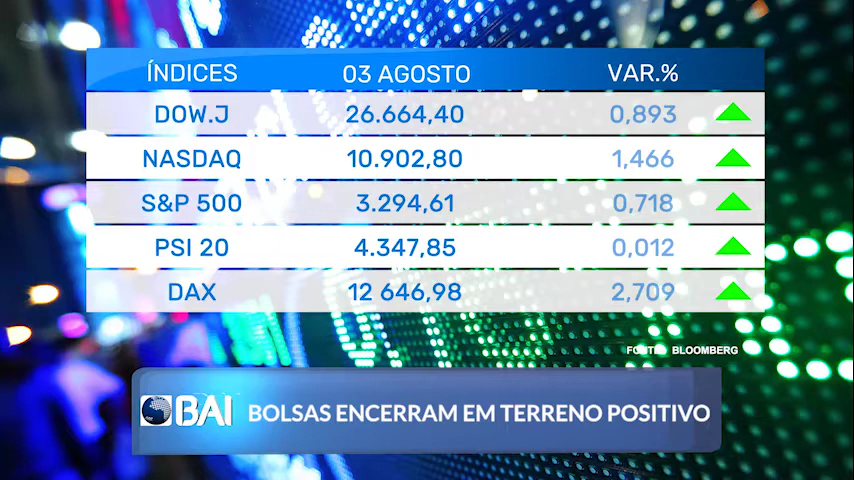 ÍNDICES 03 AGOSTO VAR.%
DOW.J 26.664,40 0,893
NASDAQ 10.902,80 1,466
S&P 500 3.294,61 0,718
PSI 20 4.347,85 0,012
DAX 12 646,98 2,709
FONTE: BLOOMBERG
BAI BOLSAS ENCERRAM EM TERRENO POSITIVO